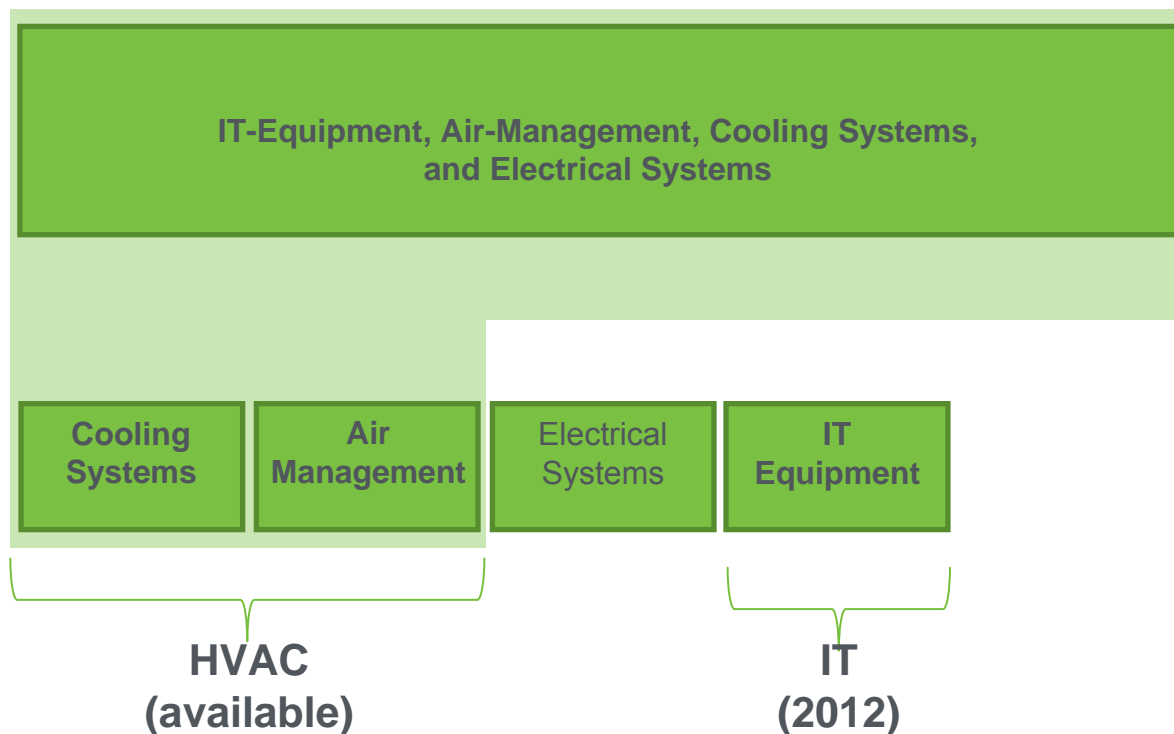 IT-Equipment, Air-Management, Cooling Systems,
and Electrical Systems
Cooling
Systems
Air
Management
Electrical
Systems
IT
Equipment
HVAC
(available)
IT
(2012)